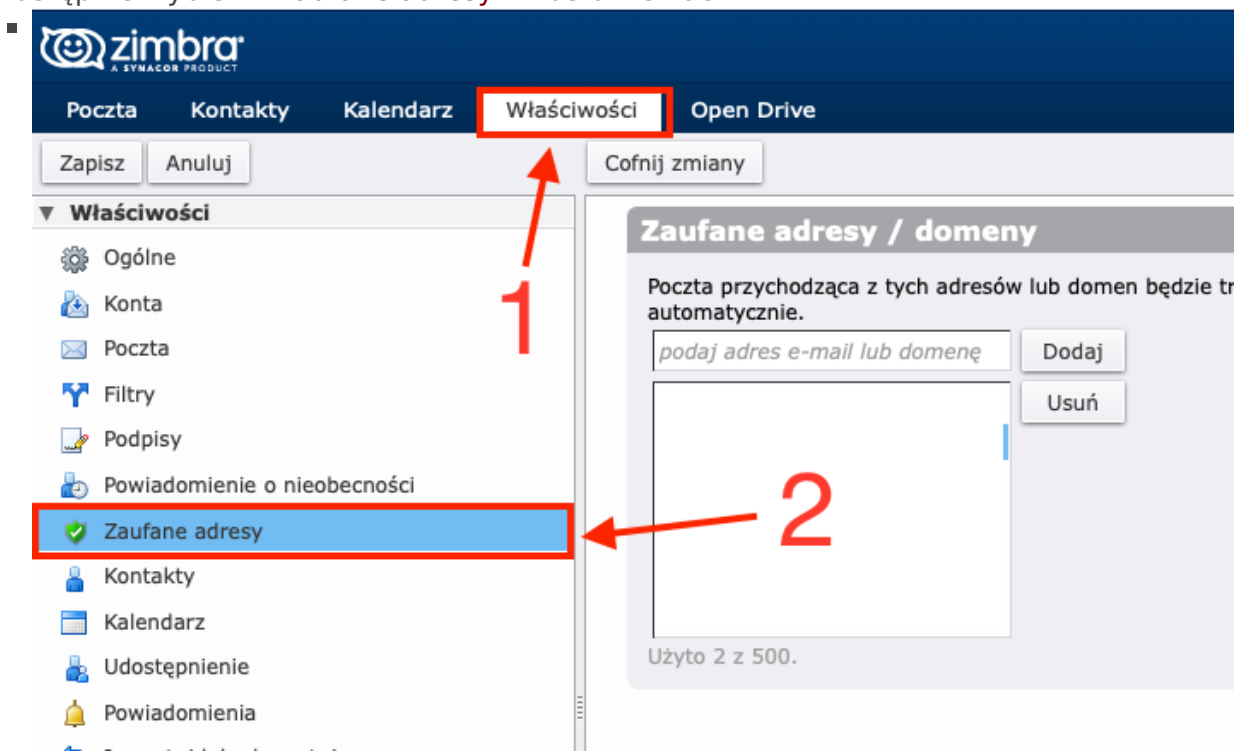 zimbra
A SYNACOR PRODUCT
Poczta Kontakty Kalendarz Właściwości Open Drive
Zapisz Anuluj Cofnij zmiany
Właściwości
Ogólne
Konta
Poczta
Filtry
Podpisy
Powiadomienie o nieobecności
Zaufane adresy
Kontakty
Kalendarz
Udostępnienie
Powiadomienia
1
Zaufane adresy / domeny
Poczta przychodząca z tych adresów lub domen będzie tr
automatycznie.
podaj adres e-mail lub domenę Dodaj
Usuń
2
Użyto 2 z 500.